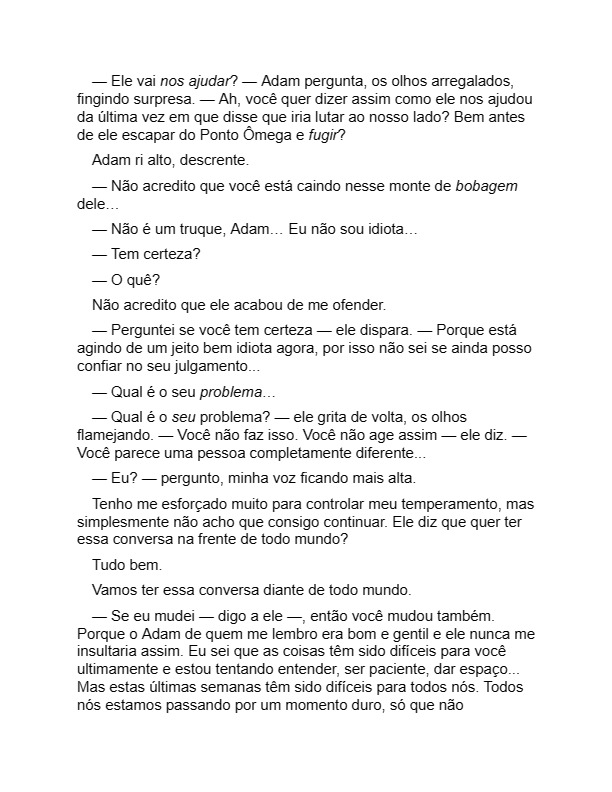 — Ele vai nos ajudar? — Adam pergunta, os olhos arregalados,
fingindo surpresa. — Ah, você quer dizer assim como ele nos ajudou
da última vez em que disse que iria lutar ao nosso lado? Bem antes
de ele escapar do Ponto Ômega e fugir?
Adam ri alto, descrente.
— Não acredito que você está caindo nesse monte de bobagem
dele…
— Não é um truque, Adam… Eu não sou idiota…
— Tem certeza?
— O quê?
Não acredito que ele acabou de me ofender.
— Perguntei se você tem certeza — ele dispara. — Porque está
agindo de um jeito bem idiota agora, por isso não sei se ainda posso
confiar no seu julgamento...
— Qual é o seu problema…
— Qual é o seu problema? — ele grita de volta, os olhos
flamejando. — Você não faz isso. Você não age assim — ele diz. —
Você parece uma pessoa completamente diferente...
— Eu? — pergunto, minha voz ficando mais alta.
Tenho me esforçado muito para controlar meu temperamento, mas
simplesmente não acho que consigo continuar. Ele diz que quer ter
essa conversa na frente de todo mundo?
Tudo bem.
Vamos ter essa conversa diante de todo mundo.
— Se eu mudei — digo a ele —, então você mudou também.
Porque o Adam de quem me lembro era bom e gentil e ele nunca me
insultaria assim. Eu sei que as coisas têm sido difíceis para você
ultimamente e estou tentando entender, ser paciente, dar espaço...
Mas estas últimas semanas têm sido difíceis para todos nós. Todos
nós estamos passando por um momento duro, só que não